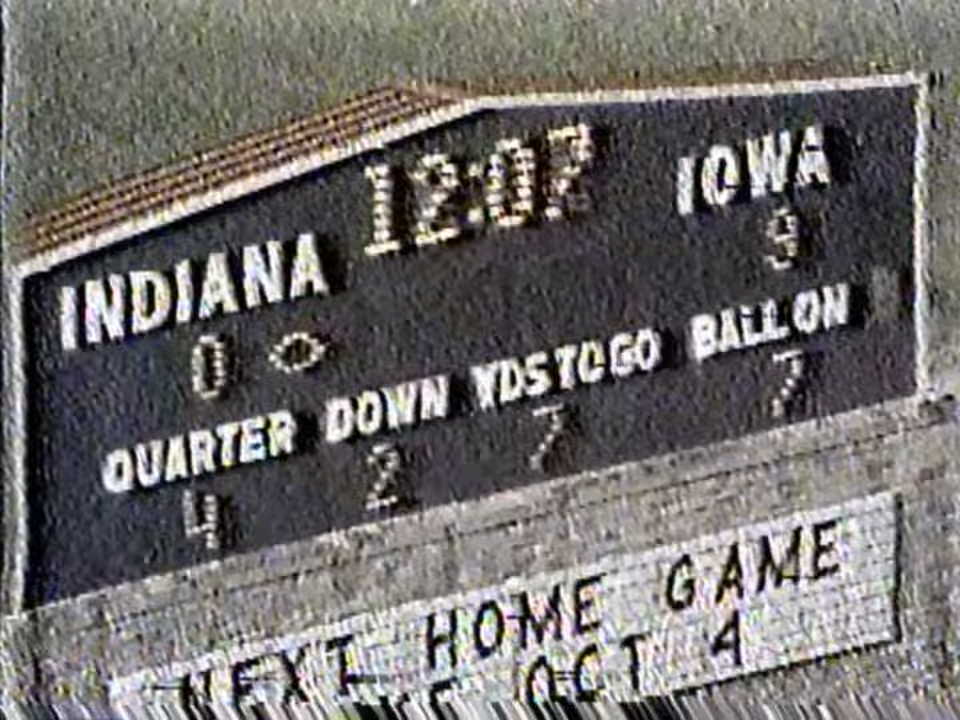 12:02
INDIANA IOWA
0 9
QUARTER DOWN YDS TO GO BALL ON
4 2 7 7
NEXT HOME GAME
OCT 4